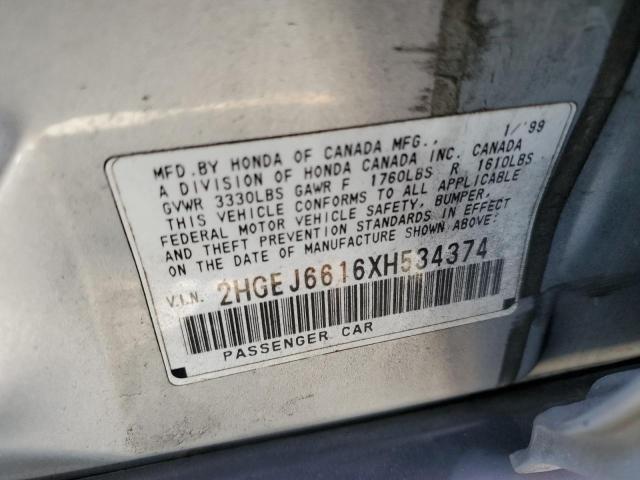 MFD. BY HONDA OF CANADA MFG., 1/'99
A DIVISION OF HONDA CANADA INC. CANADA
GVWR 3330LBS GAWR F 1760LBS R 1610LBS
THIS VEHICLE CONFORMS TO ALL APPLICABLE
FEDERAL MOTOR VEHICLE SAFETY, BUMPER,
AND THEFT PREVENTION STANDARDS IN EFFECT
ON THE DATE OF MANUFACTURE SHOWN ABOVE:
V.I.N. 2HGEJ6616XH534374
PASSENGER CAR